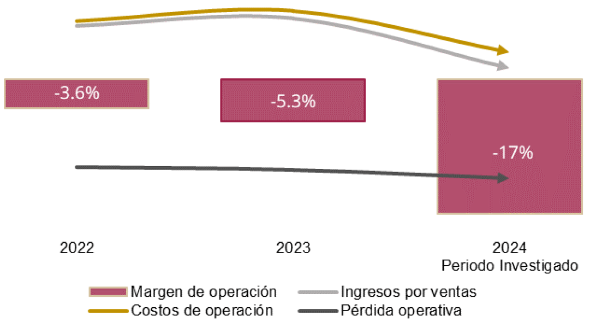 -3.6%
-5.3%
-17%
2022
2023
2024
Periodo Investigado
Margen de operación
Ingresos por ventas
Costos de operación
Pérdida operativa